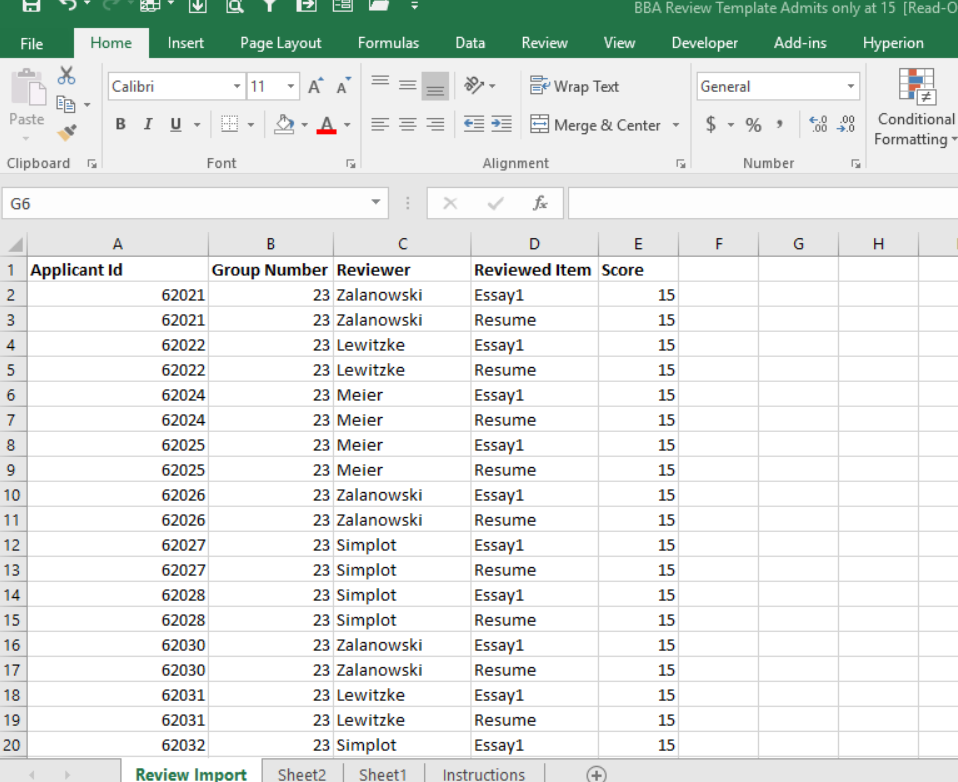 BBA Review Template Admits only at 15 [Read-O
File Home Insert Page Layout Formulas Data Review View Developer Add-ins Hyperion
Calibri 11 A A Wrap Text General
Paste B I U A Merge & Center $ % , .00 .0 Conditional Formatting
Clipboard Font Alignment Number
G6 fx
A B C D E F G H
1 Applicant Id Group Number Reviewer Reviewed Item Score
2 62021 23 Zalanowski Essay1 15
3 62021 23 Zalanowski Resume 15
4 62022 23 Lewitzke Essay1 15
5 62022 23 Lewitzke Resume 15
6 62024 23 Meier Essay1 15
7 62024 23 Meier Resume 15
8 62025 23 Meier Essay1 15
9 62025 23 Meier Resume 15
10 62026 23 Zalanowski Essay1 15
11 62026 23 Zalanowski Resume 15
12 62027 23 Simplot Essay1 15
13 62027 23 Simplot Resume 15
14 62028 23 Simplot Essay1 15
15 62028 23 Simplot Resume 15
16 62030 23 Zalanowski Essay1 15
17 62030 23 Zalanowski Resume 15
18 62031 23 Lewitzke Essay1 15
19 62031 23 Lewitzke Resume 15
20 62032 23 Simplot Essay1 15
Review Import Sheet2 Sheet1 Instructions